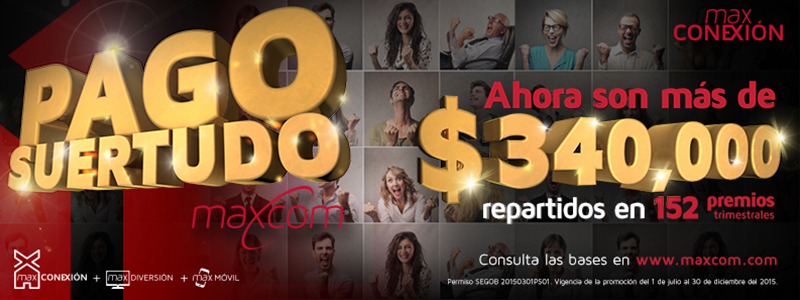 PAGO
SUERTUDO
maxcom
max
CONEXIÓN
Ahora son más de
$340,000
repartidos en 152 premios
trimestrales
Consulta las bases en www.maxcom.com
Permiso SEGOB 20150301PS01. Vigencia de la promoción del 1 de julio al 30 de diciembre del 2015.
max CONEXIÓN + max DIVERSIÓN + max MÓVIL